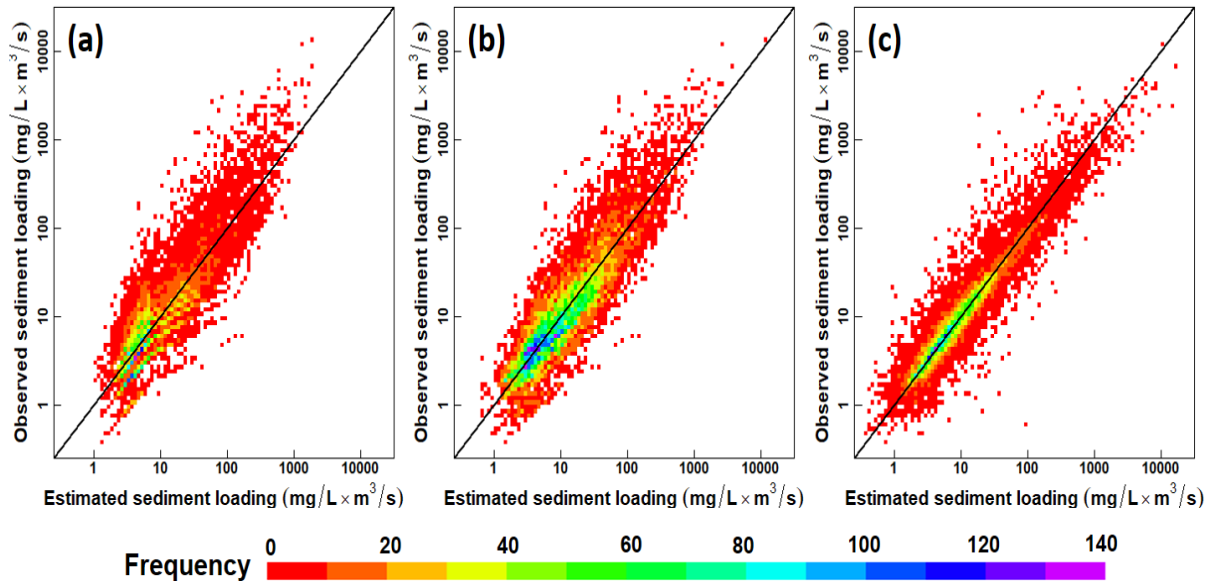 (a)
Observed sediment loading (mg/L×m³/s)
10000
1000
100
10
1
1 10 100 1000 10000
Estimated sediment loading (mg/L×m³/s)
(b)
Observed sediment loading (mg/L×m³/s)
10000
1000
100
10
1
1 10 100 1000 10000
Estimated sediment loading (mg/L×m³/s)
(c)
Observed sediment loading (mg/L×m³/s)
10000
1000
100
10
1
1 10 100 1000 10000
Estimated sediment loading (mg/L×m³/s)
0 20 40 60 80 100 120 140
Frequency